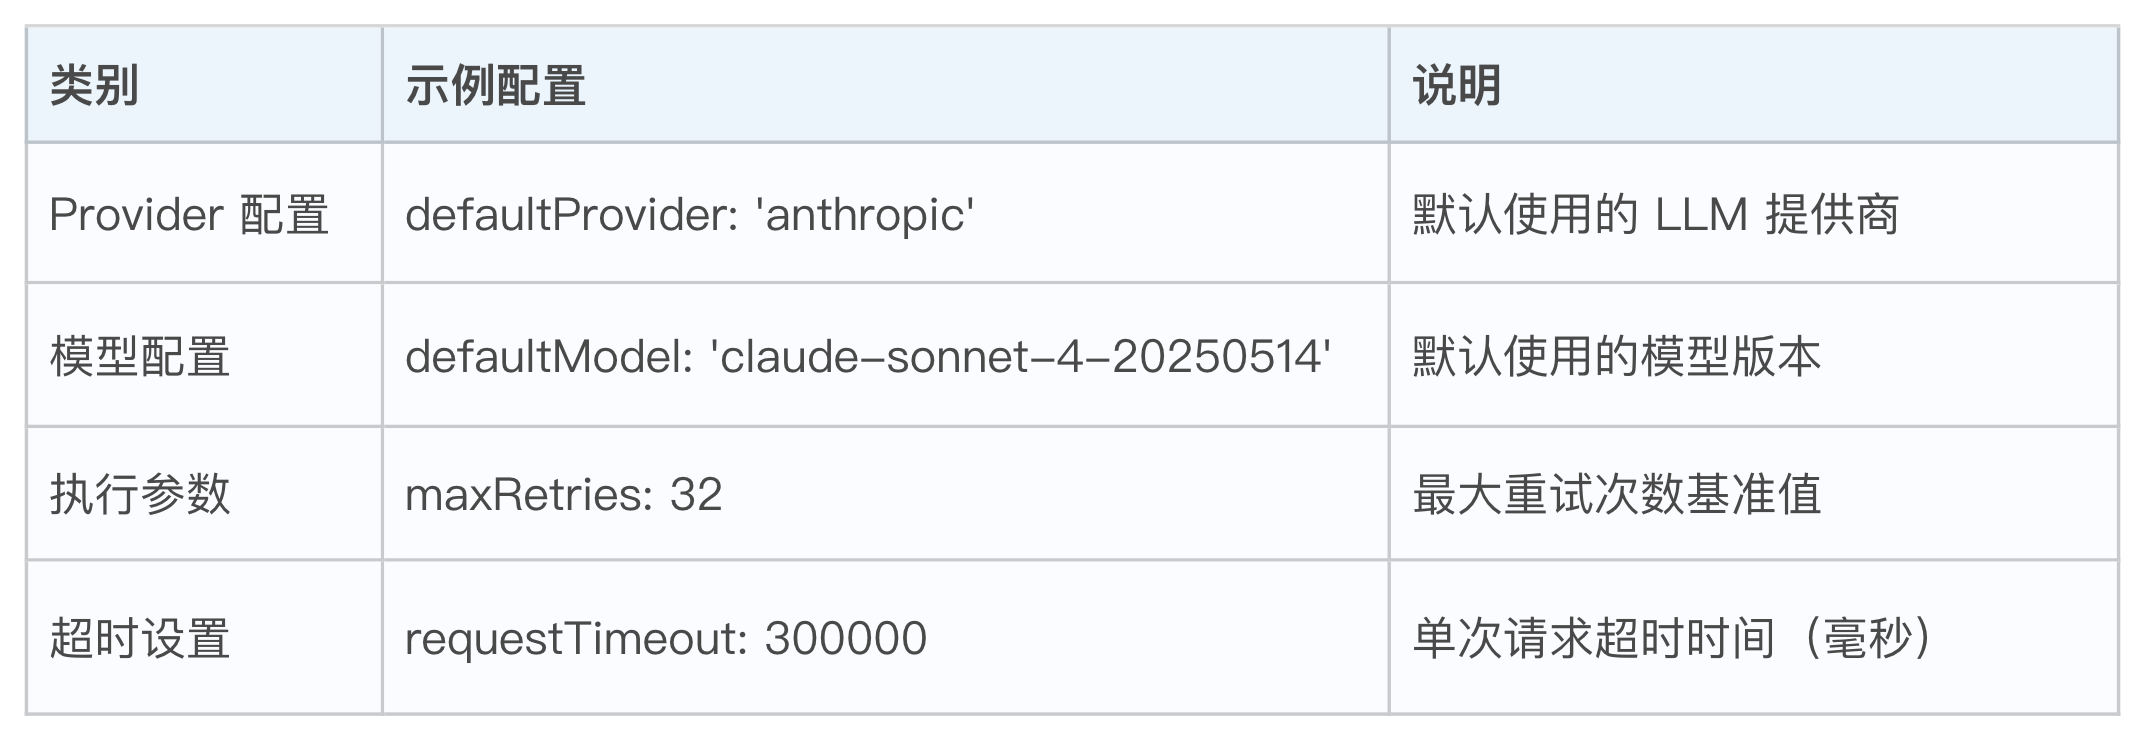 类别 示例配置 说明
Provider 配置 defaultProvider: 'anthropic' 默认使用的 LLM 提供商
模型配置 defaultModel: 'claude-sonnet-4-20250514' 默认使用的模型版本
执行参数 maxRetries: 32 最大重试次数基准值
超时设置 requestTimeout: 300000 单次请求超时时间（毫秒）